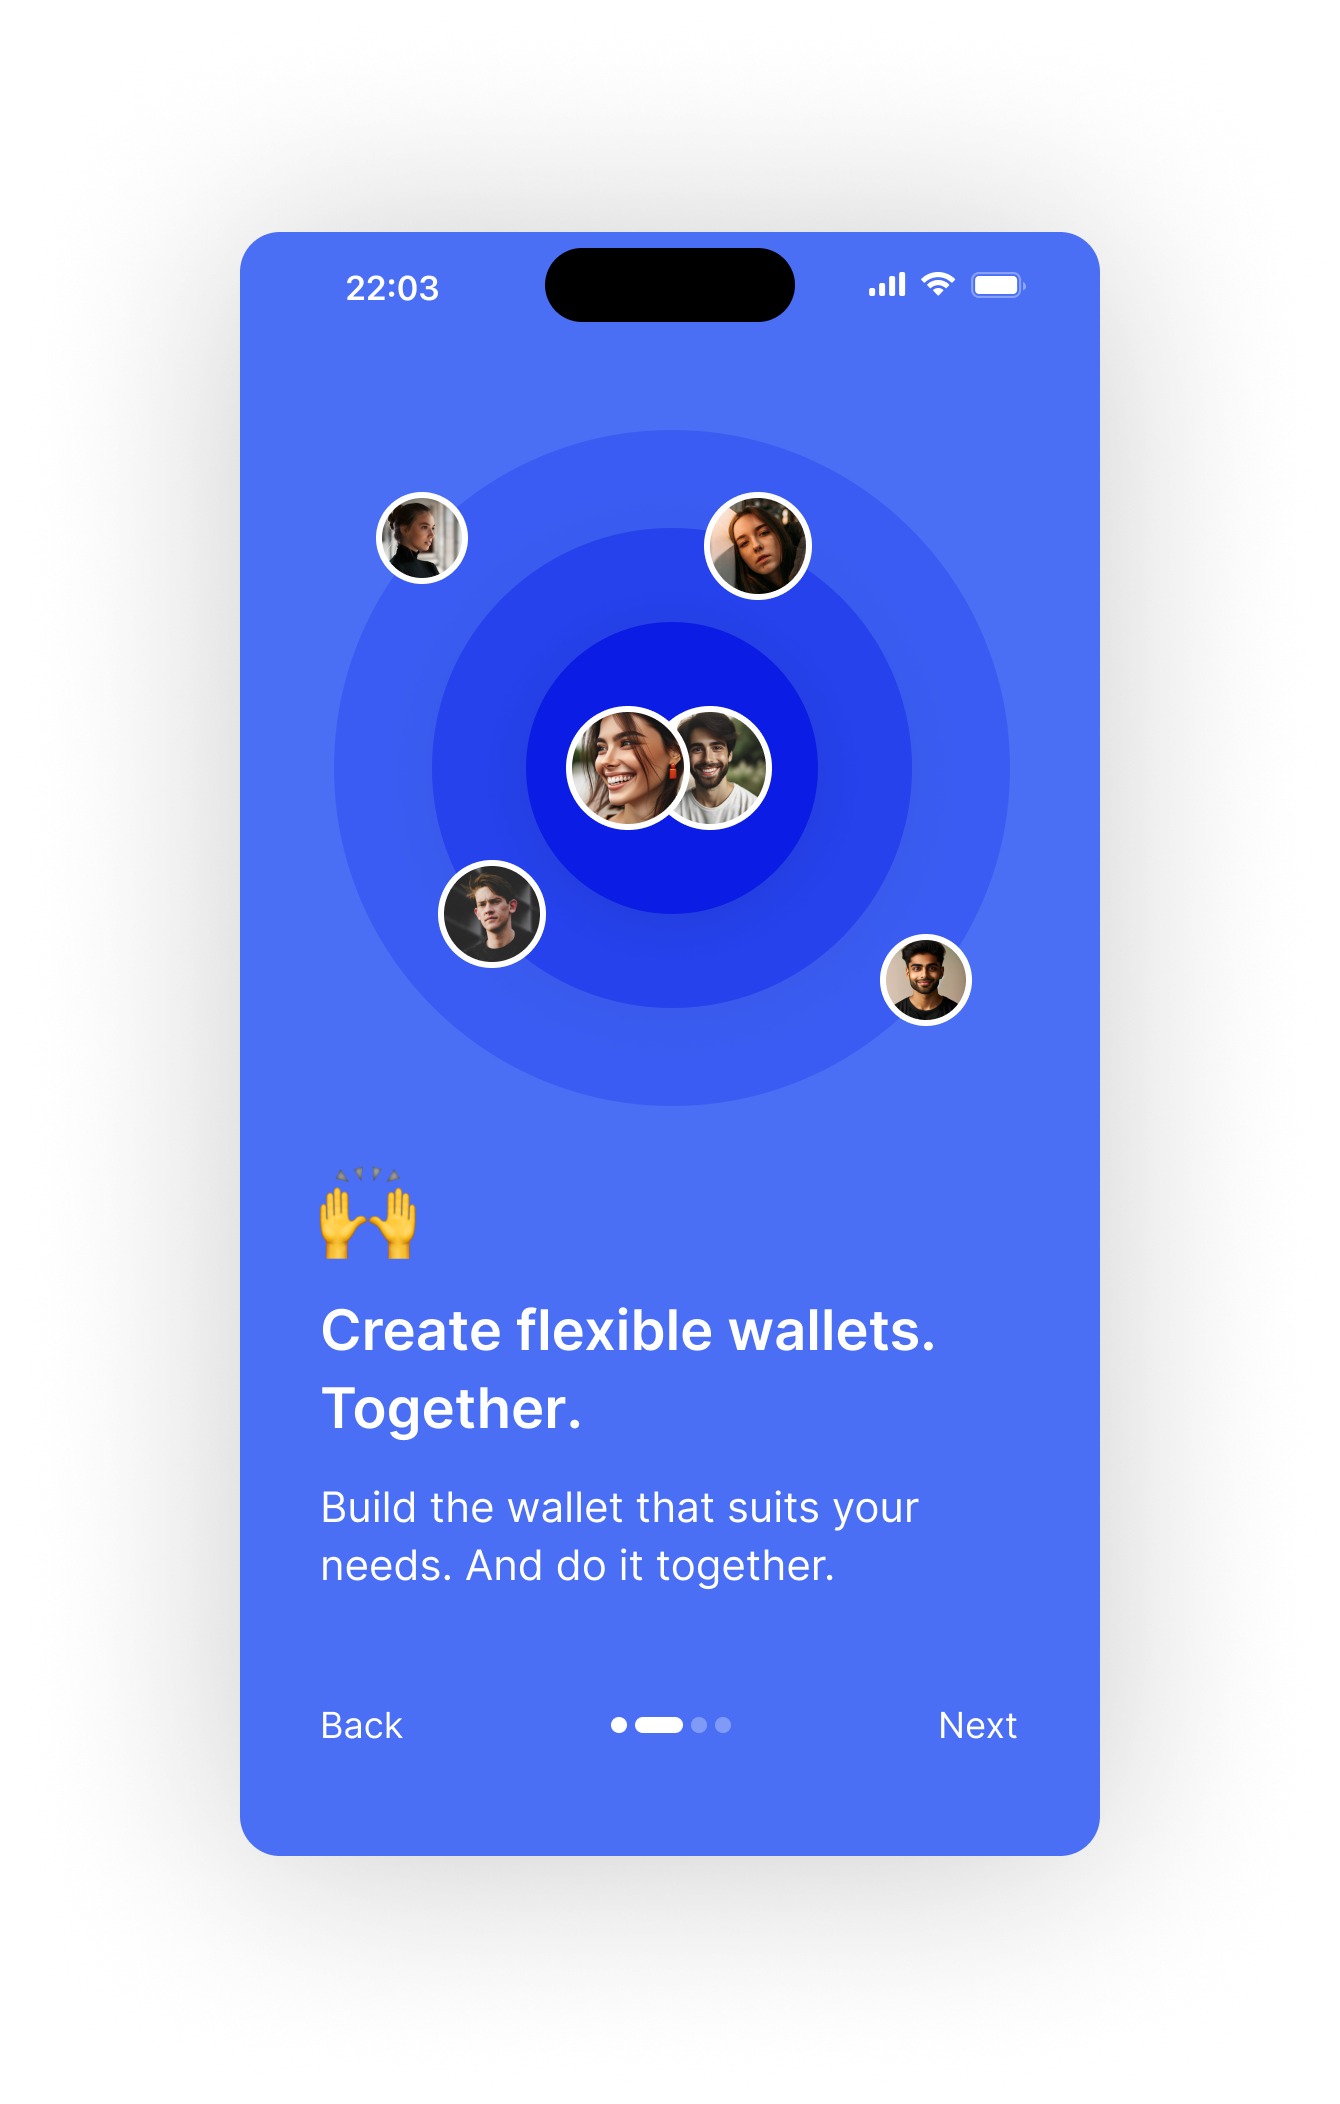 22:03
Create flexible wallets.
Together.
Build the wallet that suits your
needs. And do it together.
Back
Next